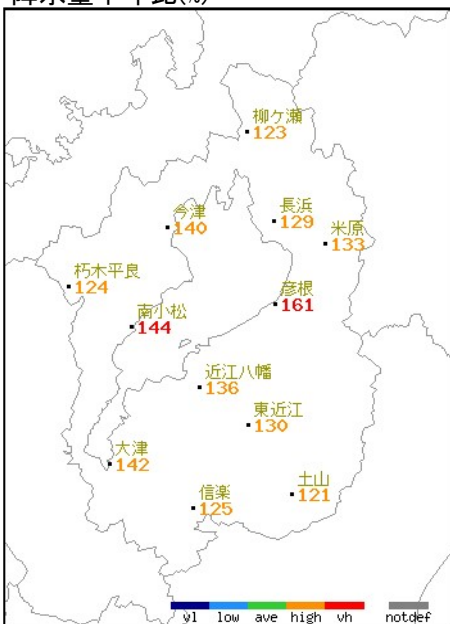 降水量平年比(%)
柳ケ瀬
123
今津
140
長浜
129
米原
133
朽木平良
124
彦根
161
南小松
144
近江八幡
136
東近江
130
大津
142
土山
121
信楽
125
yl low ave high vh notdef